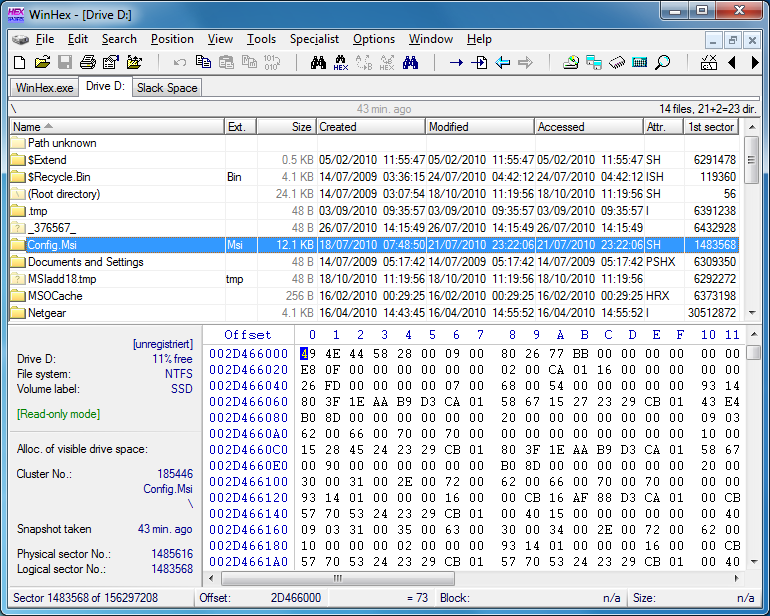 WinHex - [Drive D:]
File Edit Search Position View Tools Specialist Options Window Help
WinHex.exe Drive D: Slack Space
\ 43 min. ago 14 files, 21+2=23 dir.
Name Ext. Size Created Modified Accessed Attr. 1st sector
Path unknown
$Extend 0.5 KB 05/02/2010 11:55:47 05/02/2010 11:55:47 05/02/2010 11:55:47 SH 6291478
$Recycle.Bin Bin 4.1 KB 14/07/2009 03:36:15 24/07/2010 04:42:12 24/07/2010 04:42:12 ISH 119360
(Root directory) 24.1 KB 14/07/2009 03:07:54 18/10/2010 11:19:56 18/10/2010 11:19:56 SH 56
.tmp 48 B 03/09/2010 09:35:57 03/09/2010 09:35:57 03/09/2010 09:35:57 I 6391238
_376567_ 48 B 26/07/2010 14:15:49 26/07/2010 14:15:49 26/07/2010 14:15:49 6432928
Config.Msi Msi 12.1 KB 18/07/2010 07:48:50 21/07/2010 23:22:06 21/07/2010 23:22:06 SH 1483568
Documents and Settings 48 B 14/07/2009 05:17:42 14/07/2009 05:17:42 14/07/2009 05:17:42 PSHX 6309350
MSIadd18.tmp tmp 48 B 18/10/2010 11:19:56 18/10/2010 11:19:56 18/10/2010 11:19:56 6292272
MSOCache 256 B 16/02/2010 00:29:25 16/02/2010 00:29:25 16/02/2010 00:29:25 HRX 6373198
Netgear 4.1 KB 16/04/2010 14:43:45 16/04/2010 14:55:54 16/04/2010 14:55:54 I 30512872
[unregistriert]
Drive D: 11% free
File system: NTFS
Volume label: SSD
[Read-only mode]
Alloc. of visible drive space:
Cluster No.: 185446
Config.Msi
\
Snapshot taken 43 min. ago
Physical sector No.: 1485616
Logical sector No.: 1483568
Offset 0 1 2 3 4 5 6 7 8 9 A B C D E F 10 11
002D466000 49 4E 44 58 28 00 09 00 80 26 77 BB 00 00 00 00 00 00
002D466020 E8 0F 00 00 00 00 00 00 02 00 CA 01 16 00 00 00 00 00
002D466040 26 FD 00 00 00 00 07 00 68 00 54 00 00 00 00 00 93 14
002D466060 80 3F 1E AA B9 D3 CA 01 58 67 15 27 23 29 CB 01 43 E4
002D466080 B0 8D 00 00 00 00 00 00 20 00 00 00 00 00 00 00 09 03
002D4660A0 62 00 66 00 70 00 70 00 00 00 00 00 00 00 00 00 10 00
002D4660C0 15 28 45 24 23 29 CB 01 80 3F 1E AA B9 D3 CA 01 58 67
002D4660E0 00 90 00 00 00 00 00 00 B0 8D 00 00 00 00 00 00 20 00
002D466100 30 00 31 00 2E 00 72 00 62 00 66 00 70 00 70 00 00 00
002D466120 93 14 01 00 00 00 16 00 00 CB 16 AF 88 D3 CA 01 00 CB
002D466140 57 70 53 24 23 29 CB 01 00 40 15 00 00 00 00 00 00 40
002D466160 09 03 31 00 35 00 63 00 30 00 34 00 2E 00 72 00 62 00
002D466180 10 00 00 00 02 00 00 00 93 14 01 00 00 00 16 00 00 CB
002D4661A0 57 70 53 24 23 29 CB 01 57 70 53 24 23 29 CB 01 00 40
Sector 1483568 of 156297208 Offset: 2D466000 = 73 Block: n/a Size: n/a